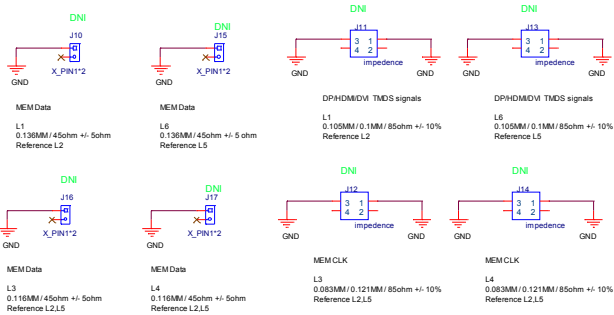 DNI
J10
X_PIN1*2
GND
MEM Data
L1
0.136MM / 45ohm +/- 5ohm
Reference L2
DNI
J15
X_PIN1*2
GND
MEM Data
L6
0.136MM / 45ohm +/- 5 ohm
Reference L5
DNI
J11
3 1
4 2
impedence
GND
GND
DP/HDMI/DVI TMDS signals
L1
0.105MM / 0.1MM / 85ohm +/- 10%
Reference L2
DNI
J13
3 1
4 2
impedence
GND
GND
DP/HDMI/DVI TMDS signals
L6
0.105MM / 0.1MM / 85ohm +/- 10%
Reference L5
DNI
J16
X_PIN1*2
GND
MEM Data
L3
0.116MM / 45ohm +/- 5ohm
Reference L2,L5
DNI
J17
X_PIN1*2
GND
MEM Data
L4
0.116MM / 45ohm +/- 5ohm
Reference L2,L5
DNI
J12
3 1
4 2
impedence
GND
GND
MEM CLK
L3
0.083MM / 0.121MM / 85ohm +/- 10%
Reference L2,L5
DNI
J14
3 1
4 2
impedence
GND
GND
MEM CLK
L4
0.083MM / 0.121MM / 85ohm +/- 10%
Reference L2,L5